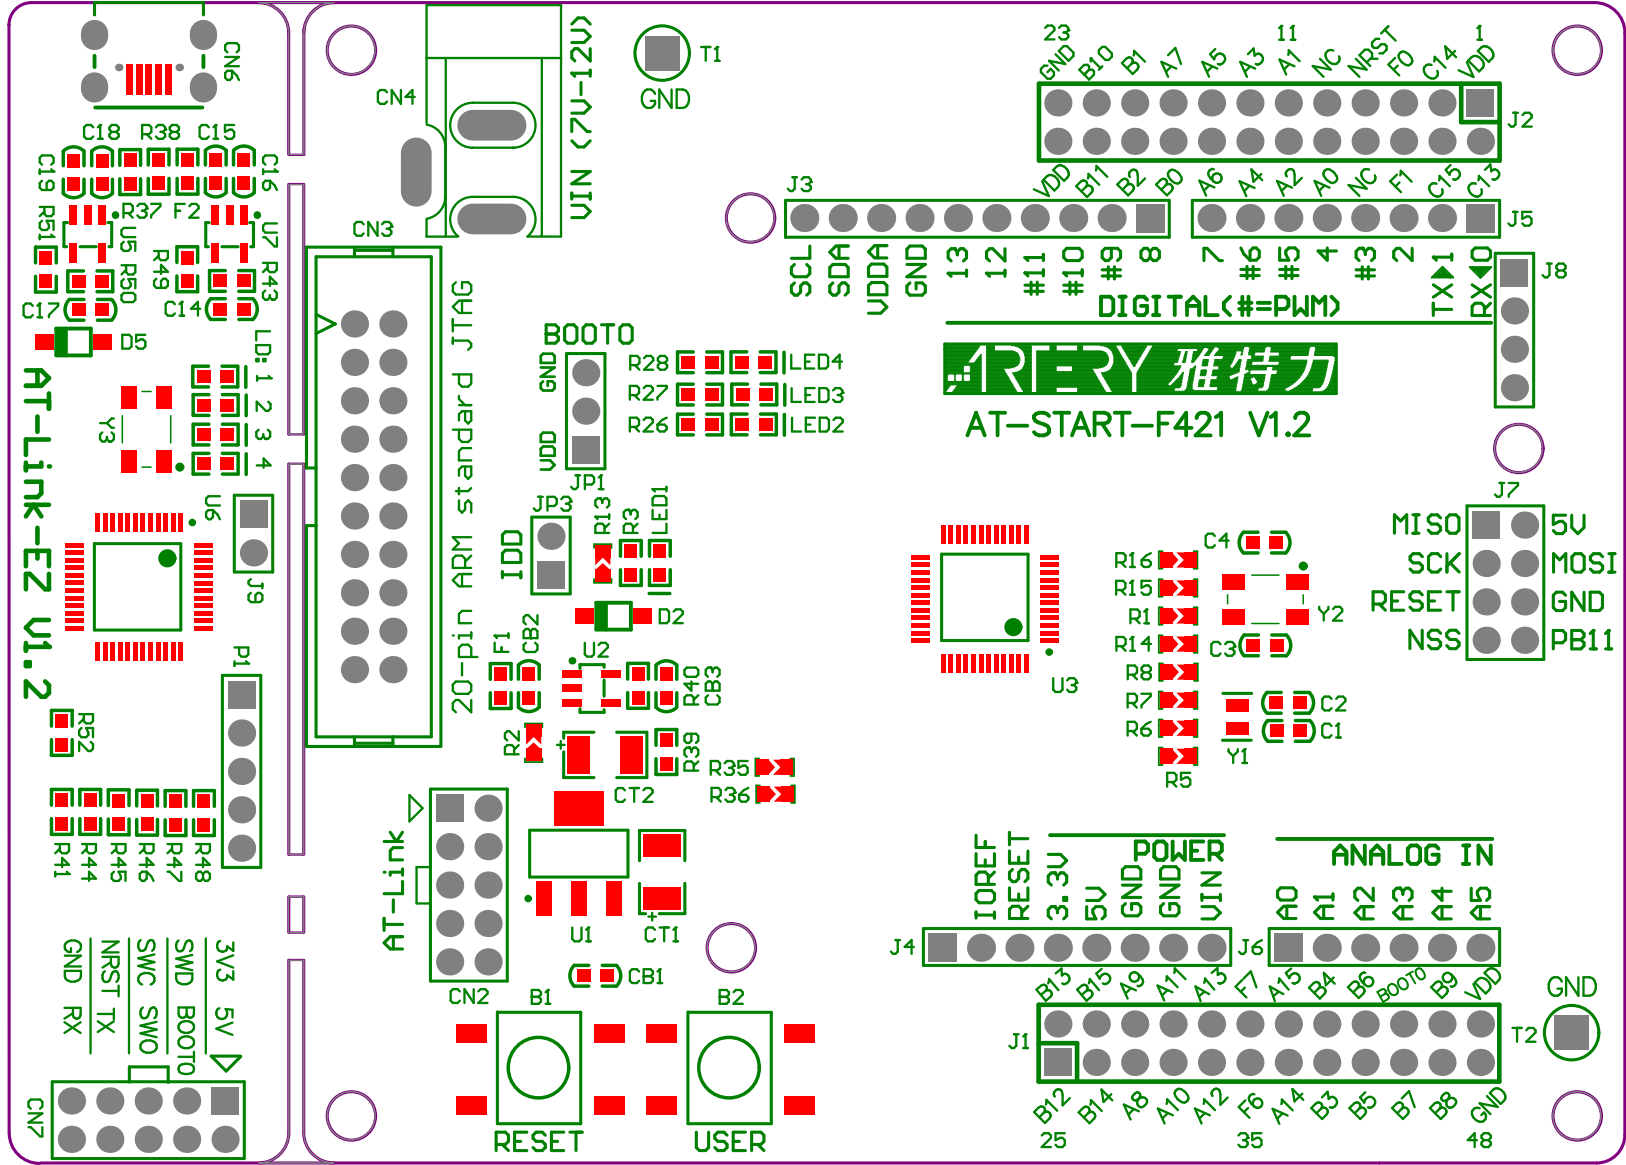 CN6
C18 R38 C15
C19
C16
R37 F2
R51
U5
U7
R50
R49
R43
C17
C14
D5
LD:
1
2
3
4
Y3
AT-Link-EZ V1.2
U6
J9
P1
R52
R41
R44
R45
R46
R47
R48
3V3 5V
SWD BOOT0
SWC SWO
NRST TX
GND RX
CN7
CN4
VIN (7V-12V)
T1
GND
CN3
20-pin ARM standard JTAG
BOOT0
GND
VDD
JP1
R28 LED4
R27 LED3
R26 LED2
JP3
IDD
R13
R3
LED1
D2
F1
CB2
U2
R40
CB3
R2
R39
CT2
R35
R36
AT-Link
CN2
U1
CT1
CB1
B1
RESET
B2
USER
23 11 1
GND B10 B1 A7 A5 A3 A1 NC NRST F0 C14 VDD
J2
VDD B11 B2 B0 A6 A4 A2 A0 NC F1 C15 C13
J3
J5
SCL SDA VDDA GND 13 12 #11 #10 #9 8 7 #6 #5 4 #3 2 TX 1 RX 0
DIGITAL(#=PWM)
J8
ARTERY 雅特力
AT-START-F421 V1.2
J7
MISO 5V
SCK MOSI
RESET GND
NSS PB11
C4
Y2
C3
U3
R16
R15
R1
R14
R8
R7
R6
R5
C2
C1
Y1
POWER
ANALOG IN
IOREF RESET 3.3V 5V GND GND VIN
A0 A1 A2 A3 A4 A5
J4
J6
B13 B15 A9 A11 A13 F7 A15 B4 B6 BOOT0 B9 VDD
J1
B12 B14 A8 A10 A12 F6 A14 B3 B5 B7 B8 GND
25 35 48
GND
T2